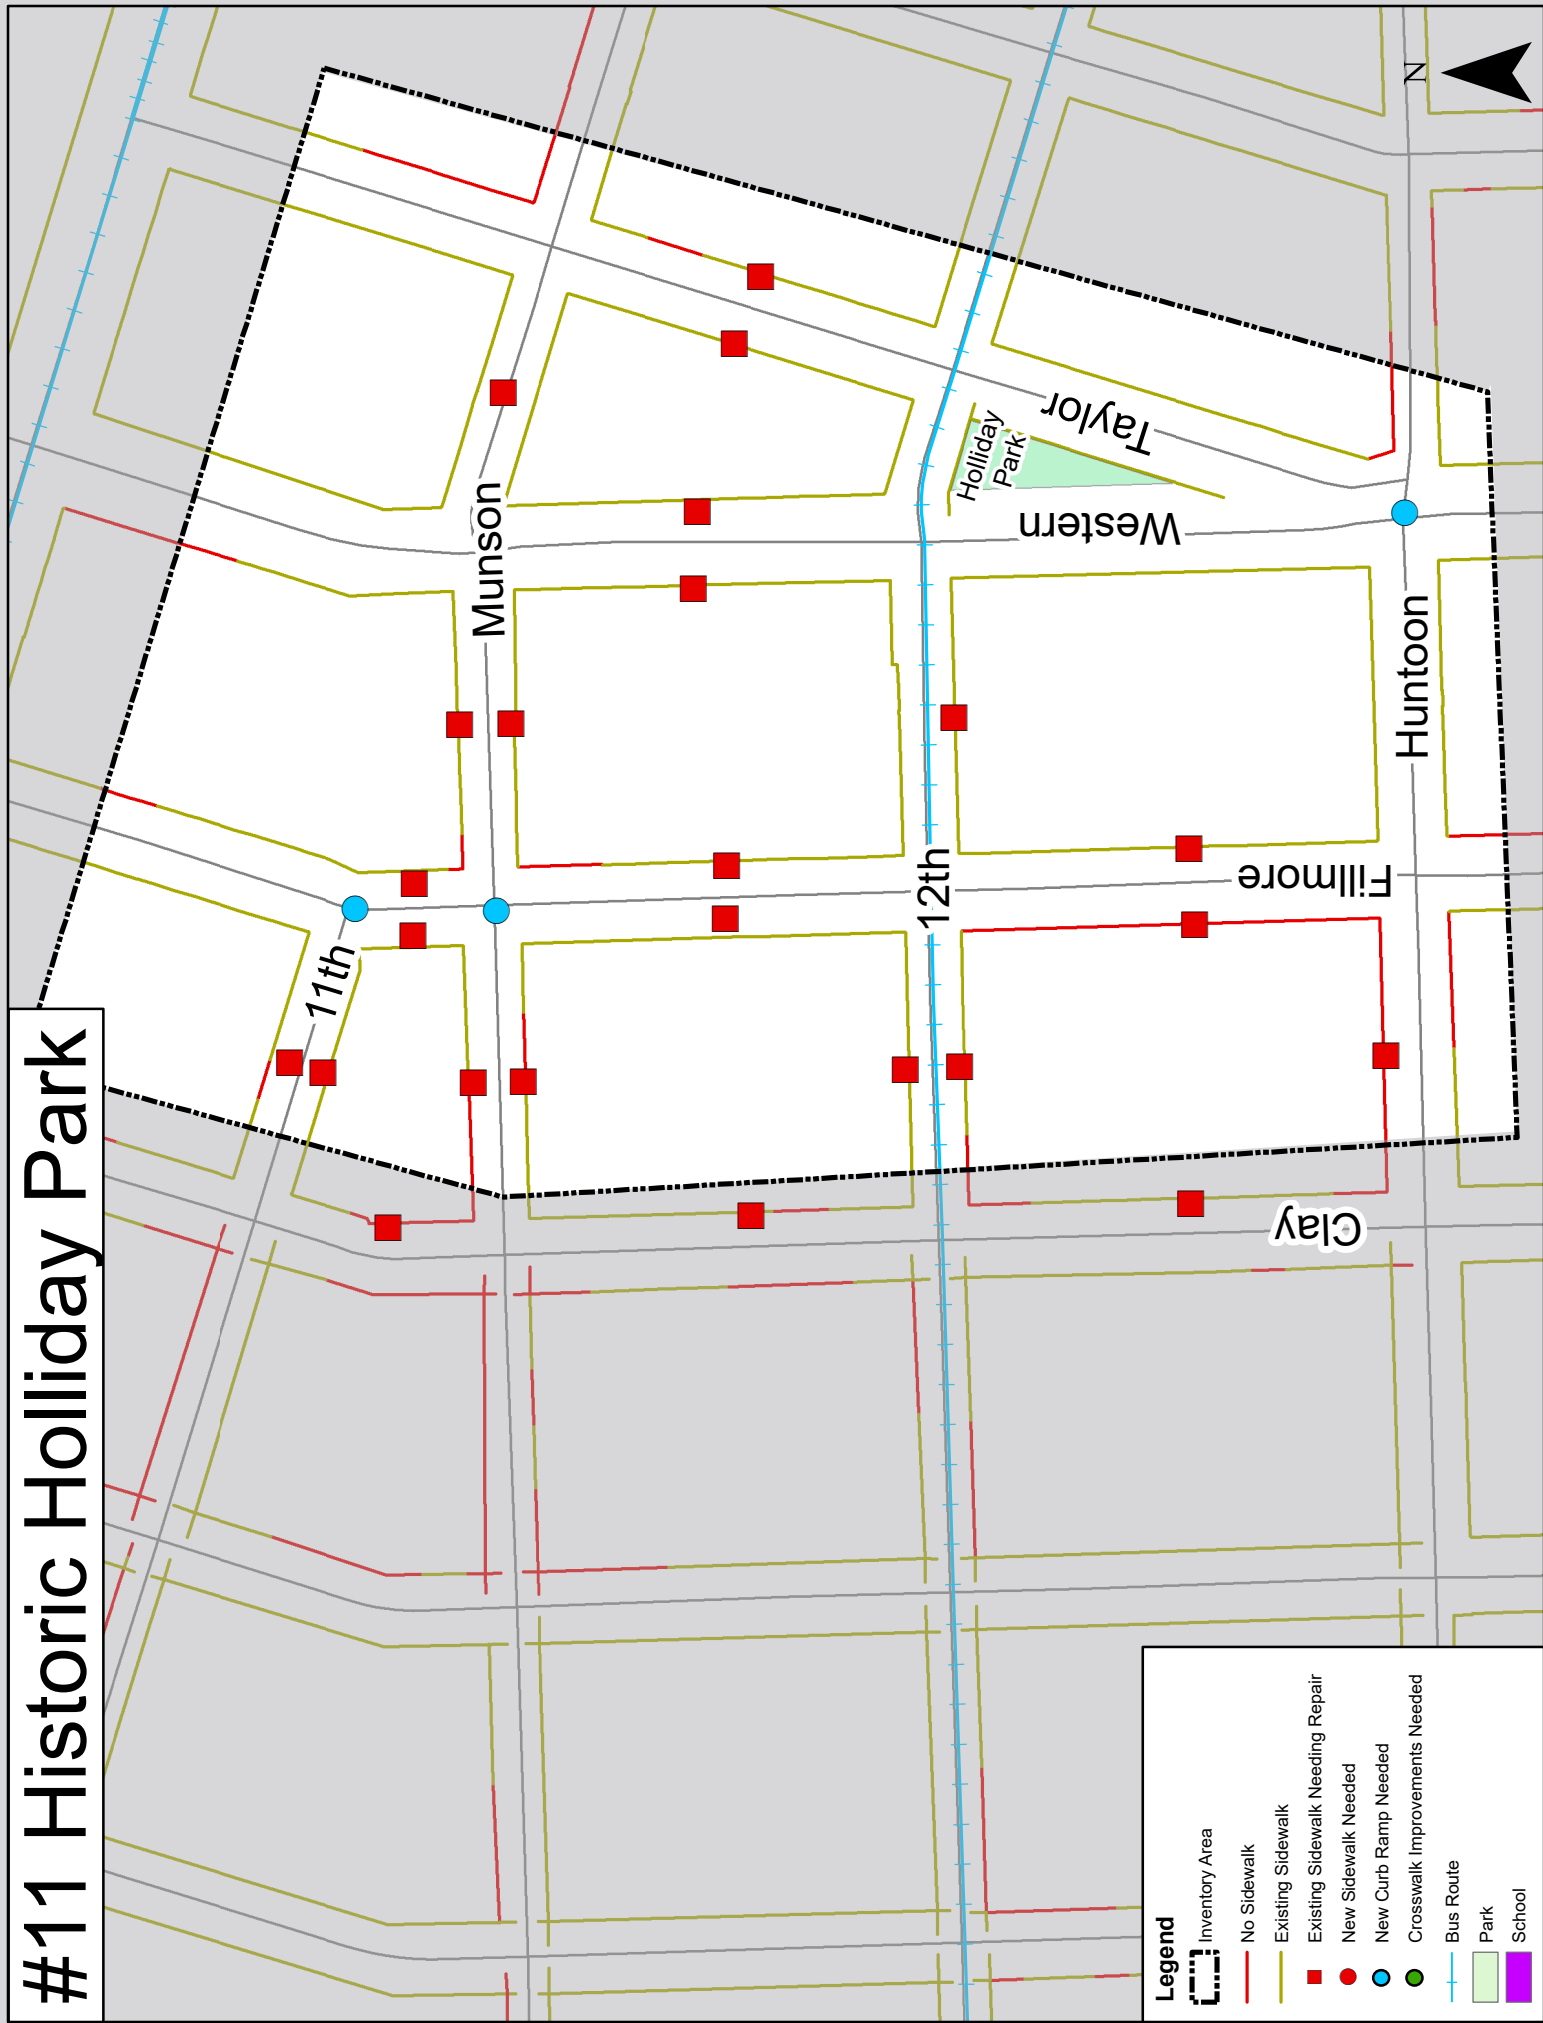 #11 Historic Holliday Park
11th
Munson
12th
Huntoon
Clay
Fillmore
Western
Taylor
Holliday
Park
N
Legend
Inventory Area
No Sidewalk
Existing Sidewalk
Existing Sidewalk Needing Repair
New Sidewalk Needed
New Curb Ramp Needed
Crosswalk Improvements Needed
Bus Route
Park
School